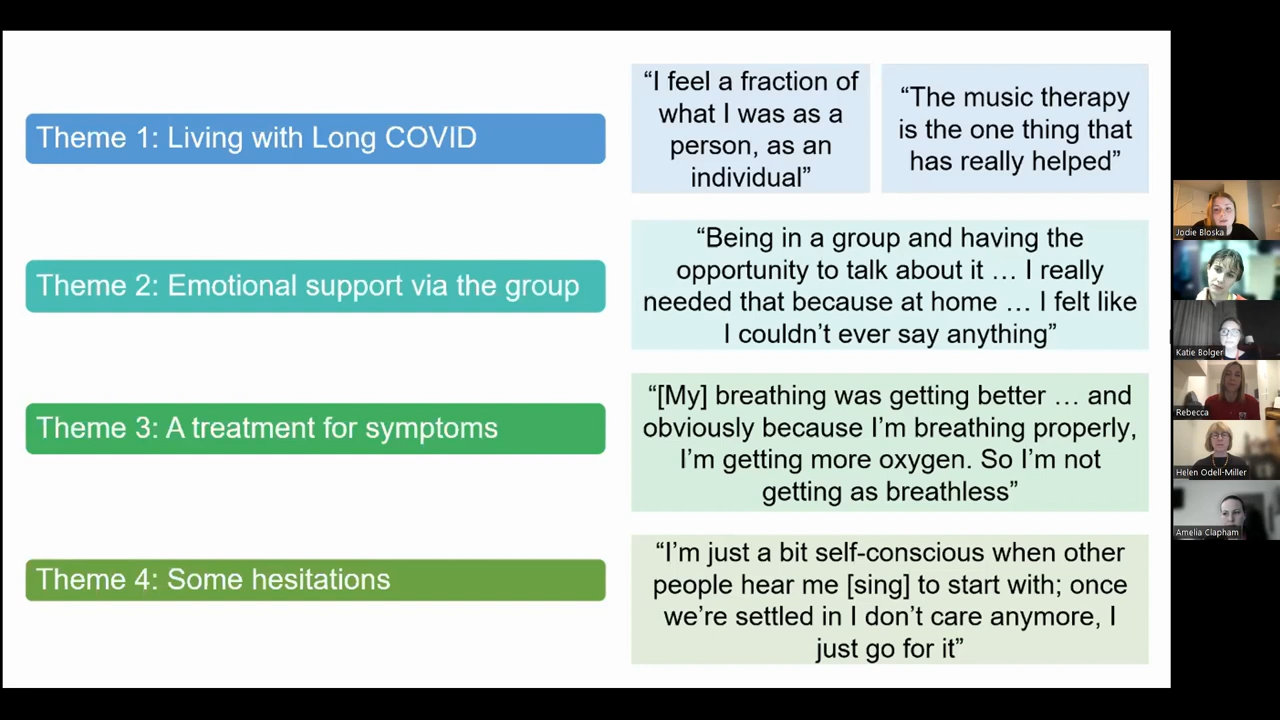 Theme 1: Living with Long COVID
“I feel a fraction of
what I was as a
person, as an
individual”
“The music therapy
is the one thing that
has really helped”
Theme 2: Emotional support via the group
“Being in a group and having the
opportunity to talk about it … I really
needed that because at home … I felt like
I couldn’t ever say anything”
Theme 3: A treatment for symptoms
“[My] breathing was getting better … and
obviously because I’m breathing properly,
I’m getting more oxygen. So I’m not
getting as breathless”
Theme 4: Some hesitations
“I’m just a bit self-conscious when other
people hear me [sing] to start with; once
we’re settled in I don’t care anymore, I
just go for it”
Jodie Bloska
Katie Bolger
Rebecca
Helen Odell-Miller
Amelia Clapham